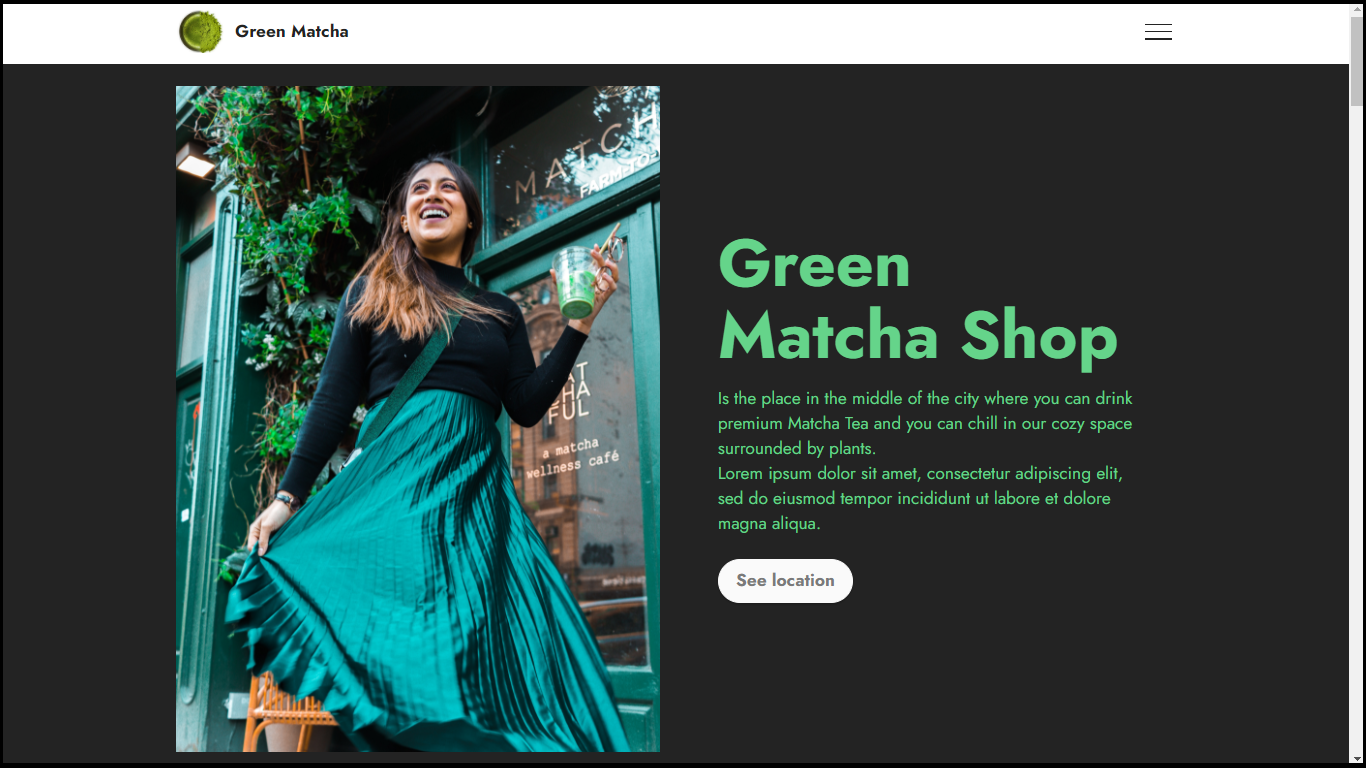 Green Matcha
MATCH
FARM-TO-
Green
Matcha Shop
Is the place in the middle of the city where you can drink
premium Matcha Tea and you can chill in our cozy space
surrounded by plants.
Lorem ipsum dolor sit amet, consectetur adipiscing elit,
sed do eiusmod tempor incididunt ut labore et dolore
magna aliqua.
See location
AT
HA
FUL
a matcha
wellness café